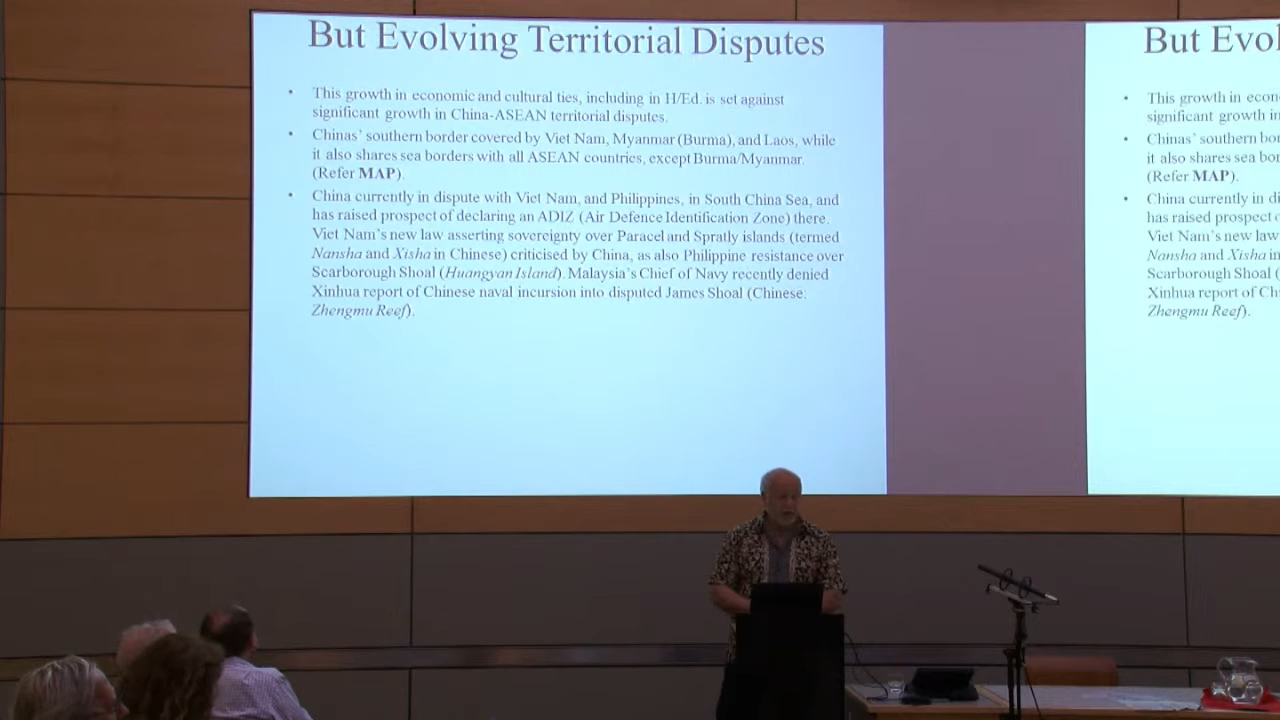 But Evolving Territorial Disputes
• This growth in economic and cultural ties, including in H/Ed. is set against
significant growth in China-ASEAN territorial disputes.
• Chinas’ southern border covered by Viet Nam, Myanmar (Burma), and Laos, while
it also shares sea borders with all ASEAN countries, except Burma/Myanmar.
(Refer MAP).
• China currently in dispute with Viet Nam, and Philippines, in South China Sea, and
has raised prospect of declaring an ADIZ (Air Defence Identification Zone) there.
Viet Nam’s new law asserting sovereignty over Paracel and Spratly islands (termed
Nansha and Xisha in Chinese) criticised by China, as also Philippine resistance over
Scarborough Shoal (Huangyan Island). Malaysia’s Chief of Navy recently denied
Xinhua report of Chinese naval incursion into disputed James Shoal (Chinese:
Zhengmu Reef).
But Evol
• This growth in econ
significant growth in
• Chinas’ southern bor
it also shares sea bor
(Refer MAP).
• China currently in di
has raised prospect o
Viet Nam’s new law
Nansha and Xisha in
Scarborough Shoal (
Xinhua report of Ch
Zhengmu Reef).